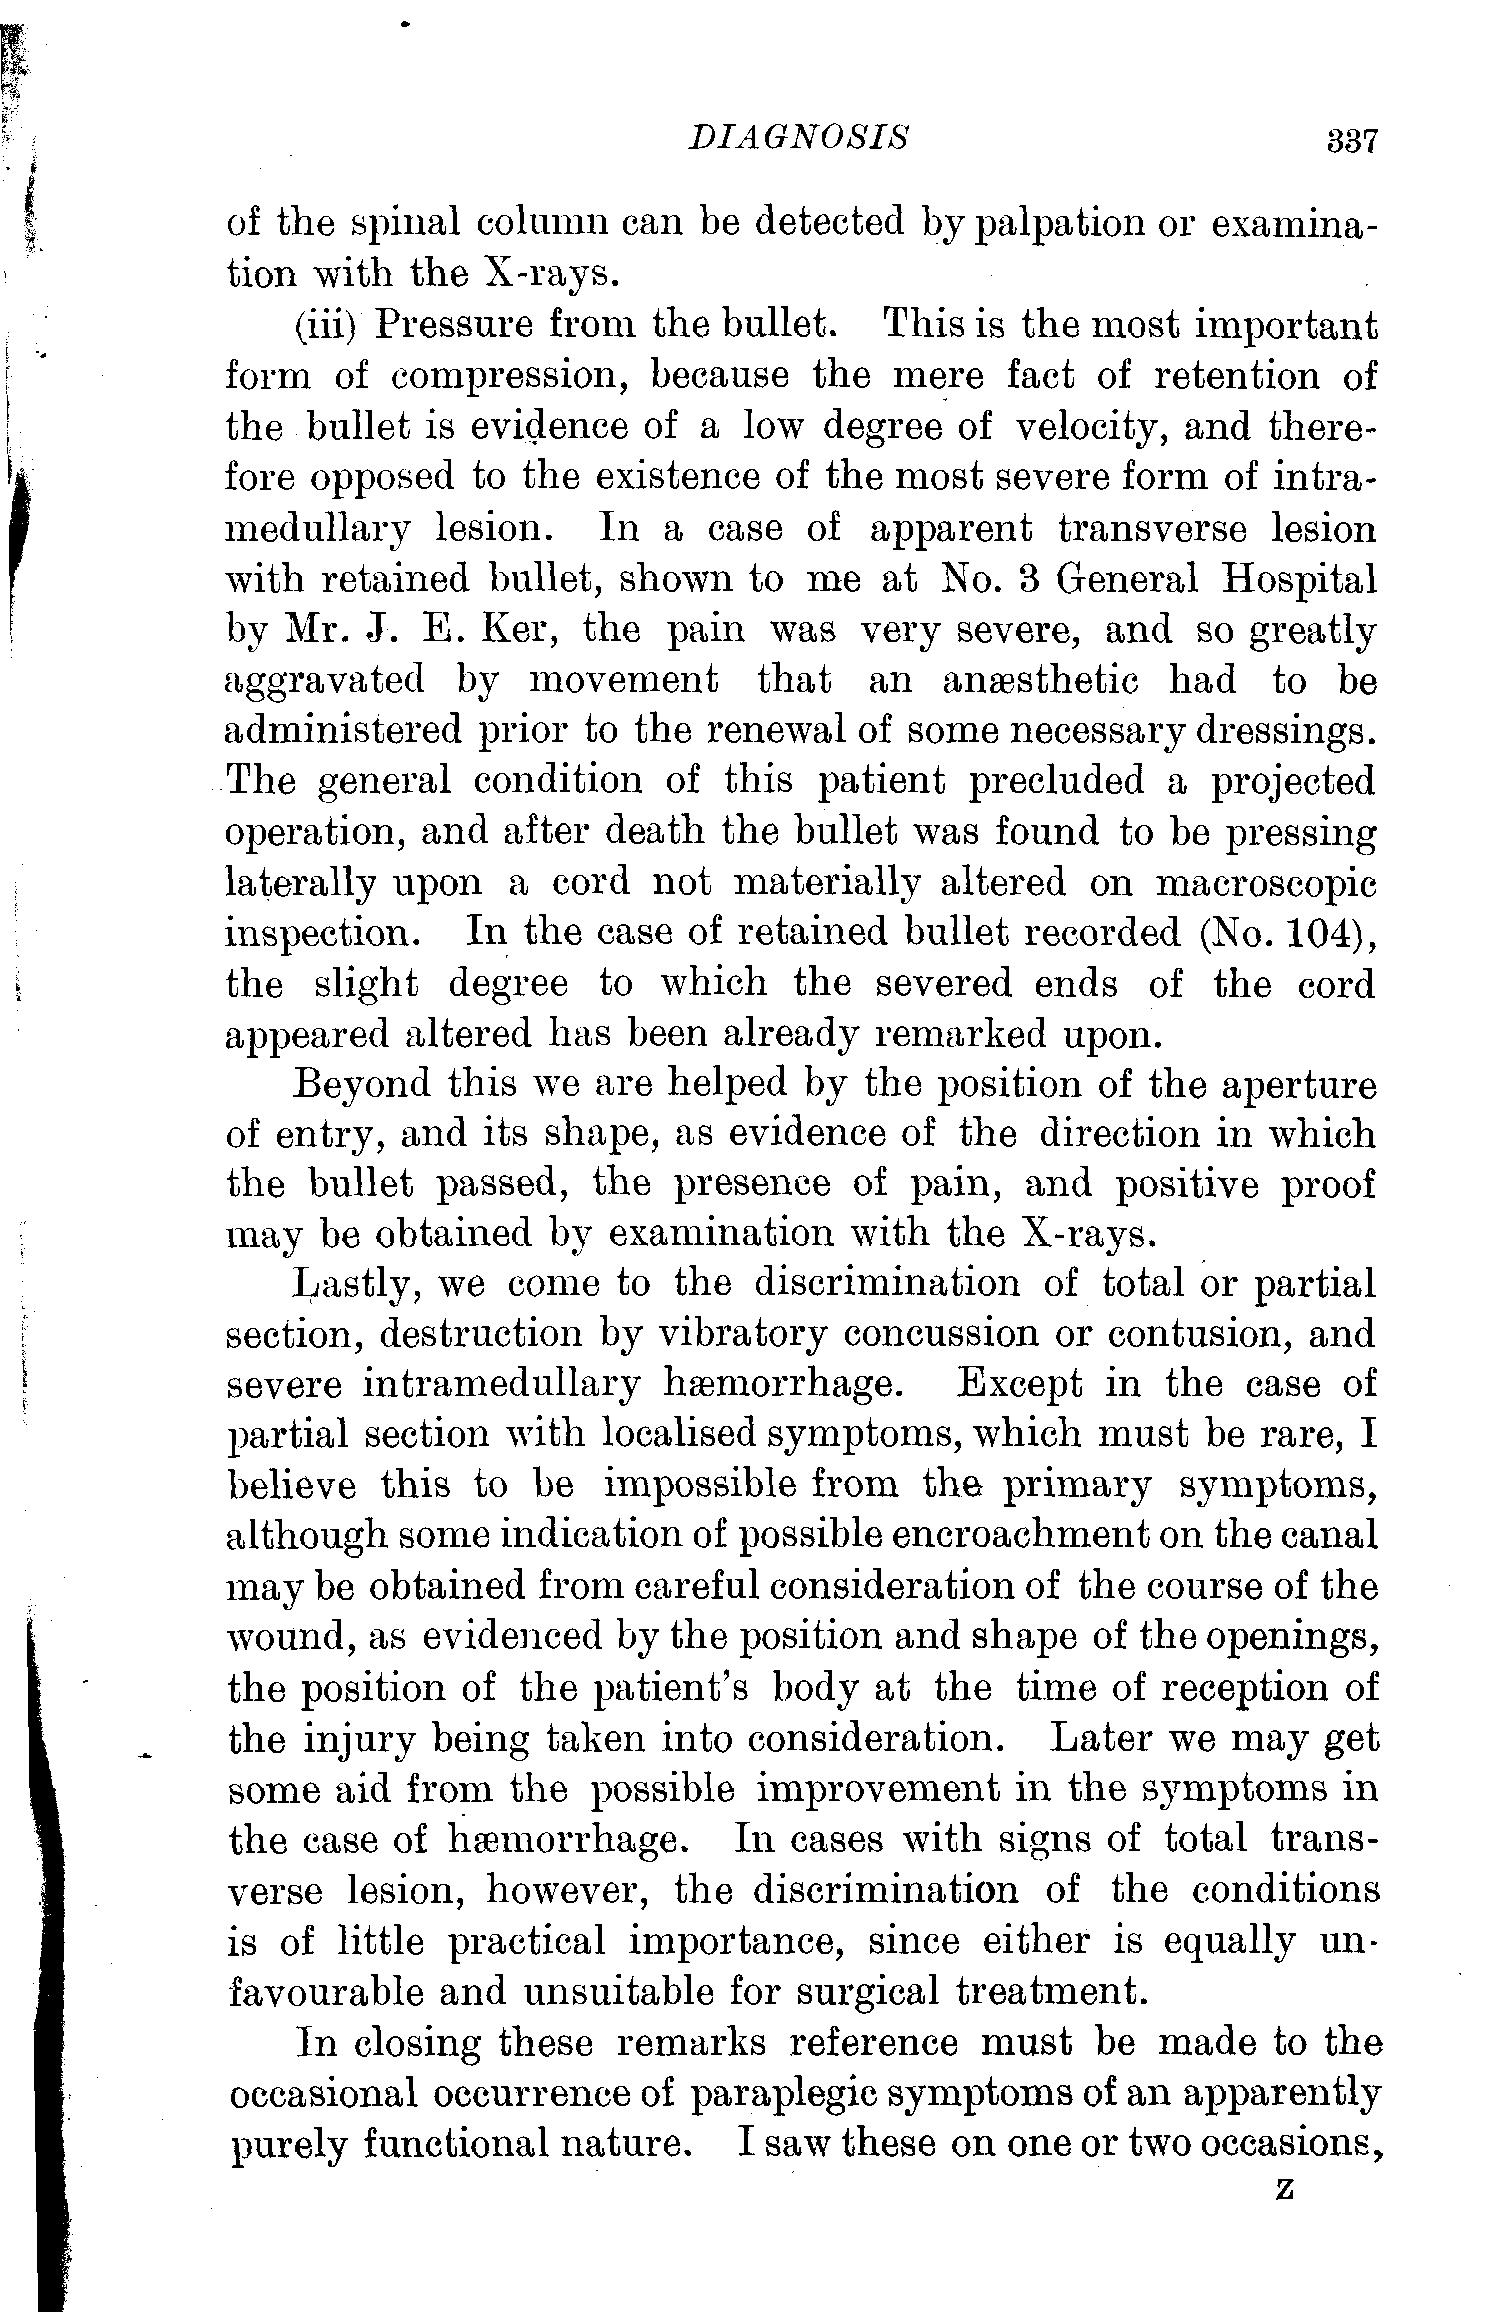 DIAGNOSIS 337
of the spinal column can be detected by palpation or examina-
tion with the X-rays.
(iii) Pressure from the bullet. This is the most important
form of compression, because the mere fact of retention of
the bullet is evidence of a low degree of velocity, and there-
fore opposed to the existence of the most severe form of intra-
medullary lesion. In a case of apparent transverse lesion
with retained bullet, shown to me at No. 3 General Hospital
by Mr. J. E. Ker, the pain was very severe, and so greatly
aggravated by movement that an anæsthetic had to be
administered prior to the renewal of some necessary dressings.
The general condition of this patient precluded a projected
operation, and after death the bullet was found to be pressing
laterally upon a cord not materially altered on macroscopic
inspection. In the case of retained bullet recorded (No. 104),
the slight degree to which the severed ends of the cord
appeared altered has been already remarked upon.
Beyond this we are helped by the position of the aperture
of entry, and its shape, as evidence of the direction in which
the bullet passed, the presence of pain, and positive proof
may be obtained by examination with the X-rays.
Lastly, we come to the discrimination of total or partial
section, destruction by vibratory concussion or contusion, and
severe intramedullary hæmorrhage. Except in the case of
partial section with localised symptoms, which must be rare, I
believe this to be impossible from the primary symptoms,
although some indication of possible encroachment on the canal
may be obtained from careful consideration of the course of the
wound, as evidenced by the position and shape of the openings,
the position of the patient's body at the time of reception of
the injury being taken into consideration. Later we may get
some aid from the possible improvement in the symptoms in
the case of hæmorrhage. In cases with signs of total trans-
verse lesion, however, the discrimination of the conditions
is of little practical importance, since either is equally un-
favourable and unsuitable for surgical treatment.
In closing these remarks reference must be made to the
occasional occurrence of paraplegic symptoms of an apparently
purely functional nature. I saw these on one or two occasions,
Z